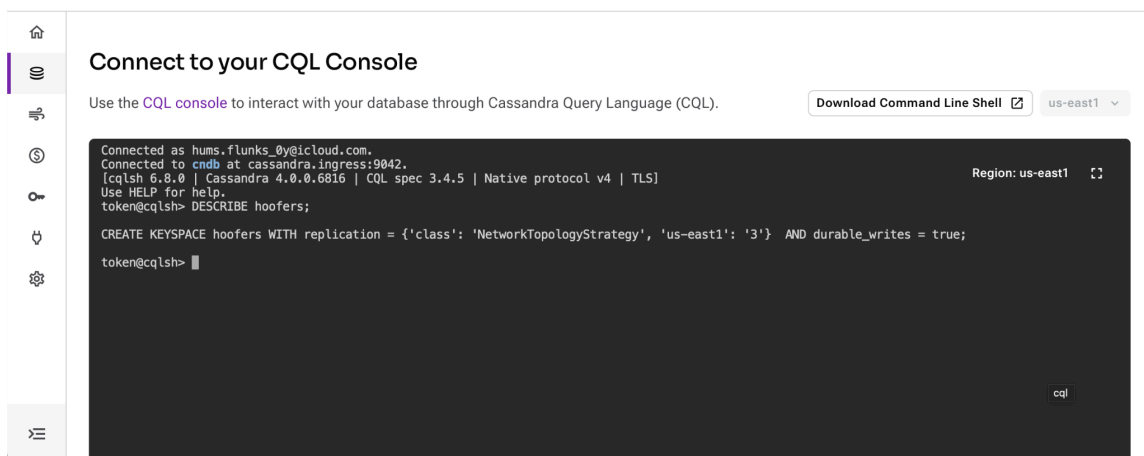 Connect to your CQL Console
Use the CQL console to interact with your database through Cassandra Query Language (CQL).
Download Command Line Shell
us-east1
Connected as hums.flunks_0y@icloud.com.
Connected to cndb at cassandra.ingress:9042.
[cqlsh 6.8.0 | Cassandra 4.0.0.6816 | CQL spec 3.4.5 | Native protocol v4 | TLS]
Region: us-east1
Use HELP for help.
token@cqlsh> DESCRIBE hoofers;
CREATE KEYSPACE hoofers WITH replication = {'class': 'NetworkTopologyStrategy', 'us-east1': '3'}  AND durable_writes = true;
token@cqlsh>
cql